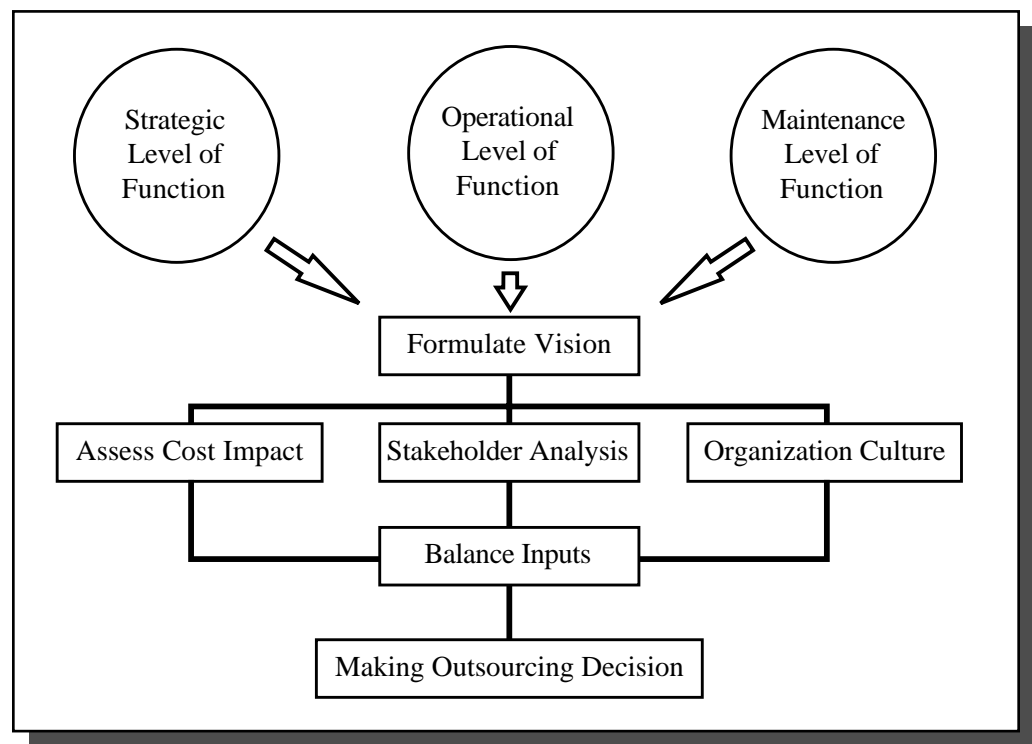 Strategic
Level of
Function
Operational
Level of
Function
Maintenance
Level of
Function
Formulate Vision
Assess Cost Impact
Stakeholder Analysis
Organization Culture
Balance Inputs
Making Outsourcing Decision